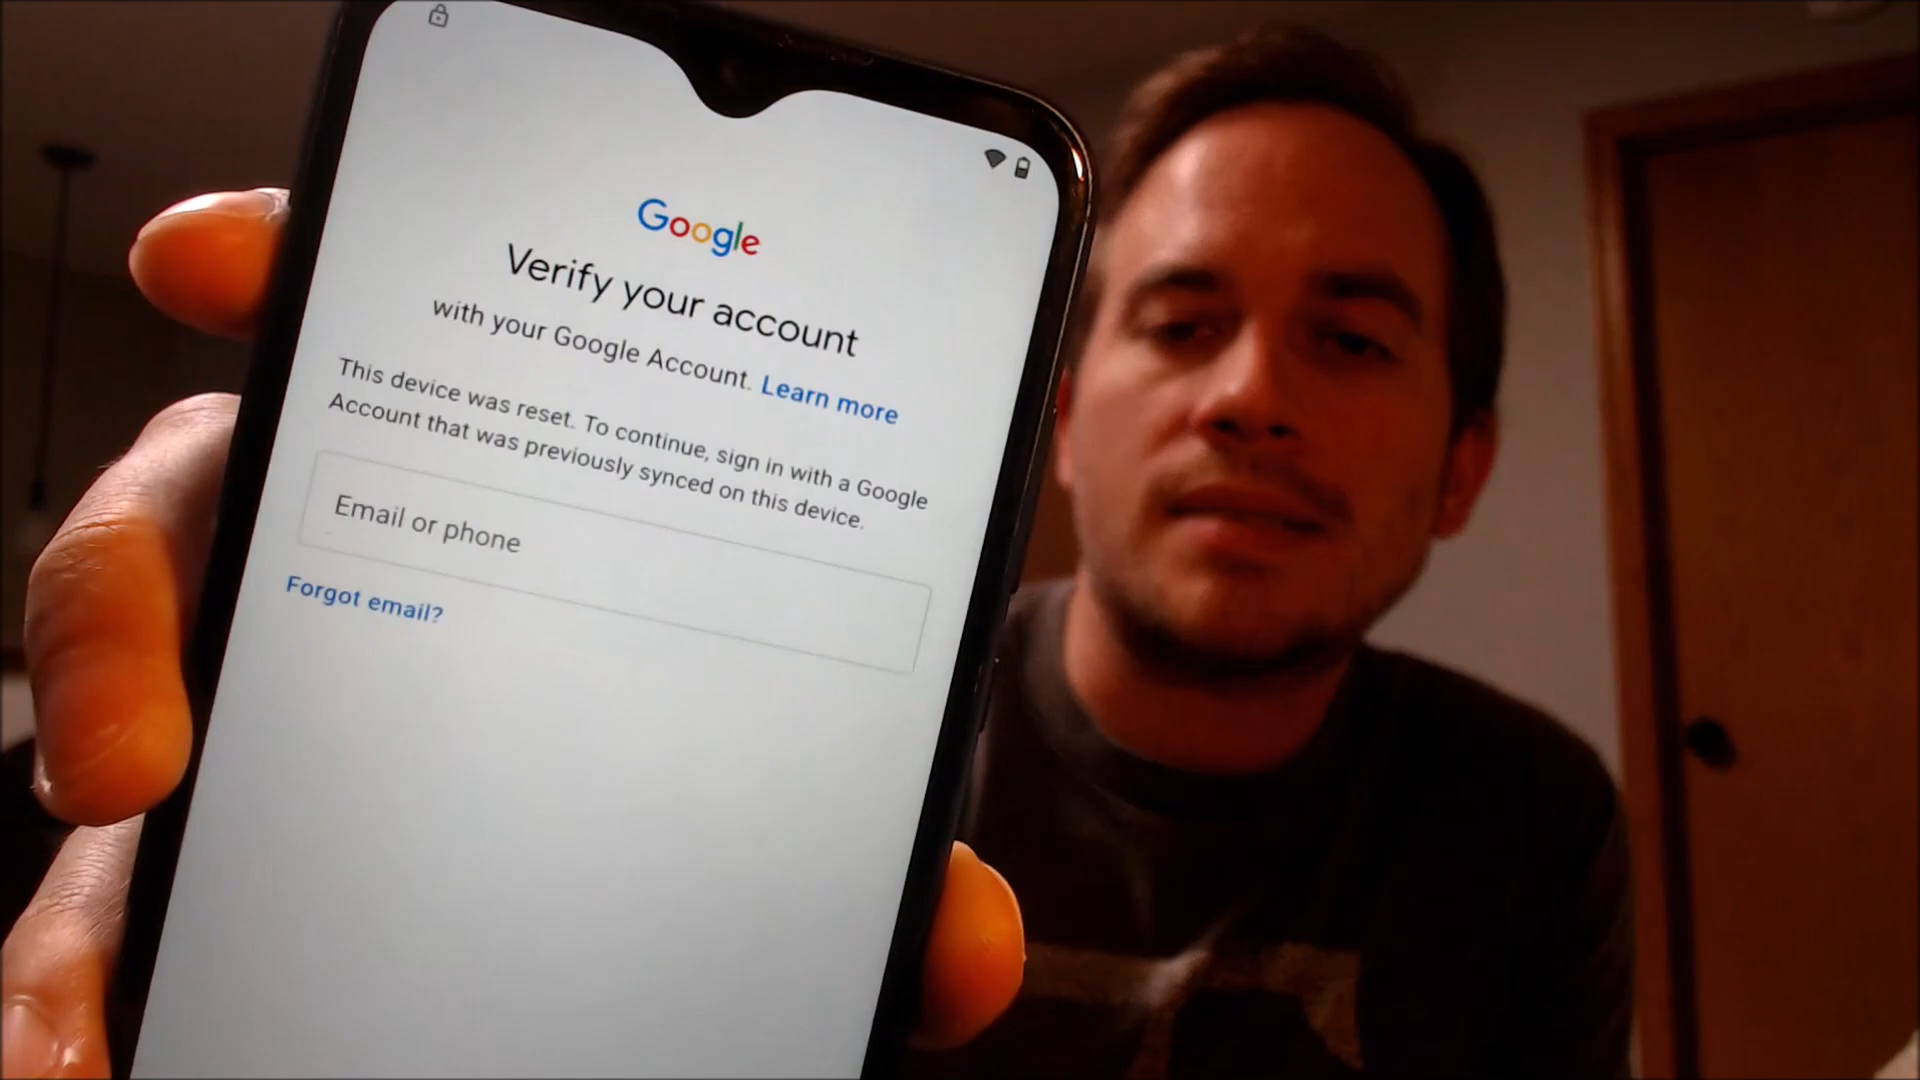 Google
Verify your account
with your Google Account. Learn more
This device was reset. To continue, sign in with a Google
Account that was previously synced on this device.
Email or phone
Forgot email?